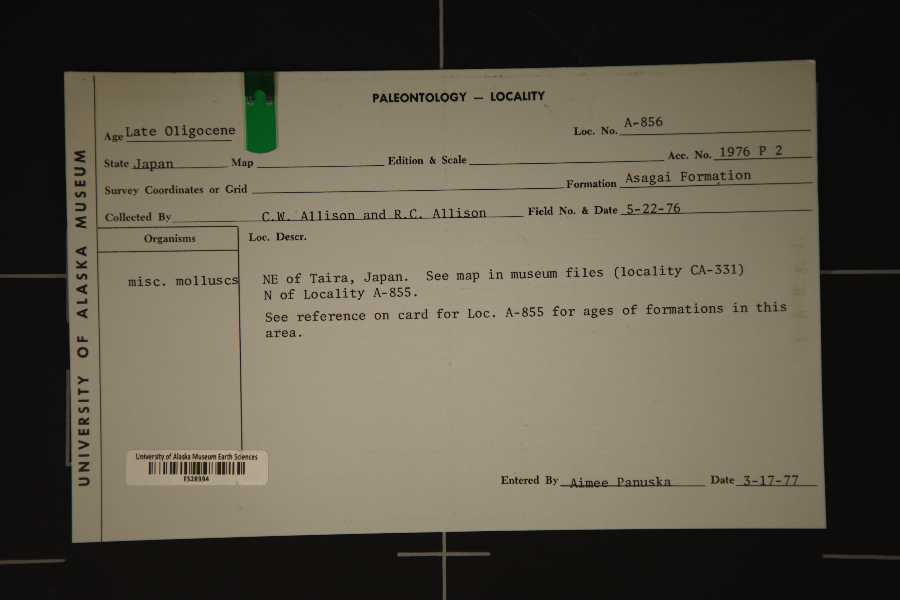 PALEONTOLOGY — LOCALITY
Age Late Oligocene
Loc. No. A-856
State Japan Map Edition & Scale Acc. No. 1976 P 2
Survey Coordinates or Grid Formation Asagai Formation
Collected By C.W. Allison and R.C. Allison Field No. & Date 5-22-76
Organisms
Loc. Descr.
misc. molluscs
NE of Taira, Japan. See map in museum files (locality CA-331)
N of Locality A-855.
See reference on card for Loc. A-855 for ages of formations in this
area.
UNIVERSITY OF ALASKA MUSEUM
University of Alaska Museum Earth Sciences
Entered By Aimee Panuska Date 3-17-77